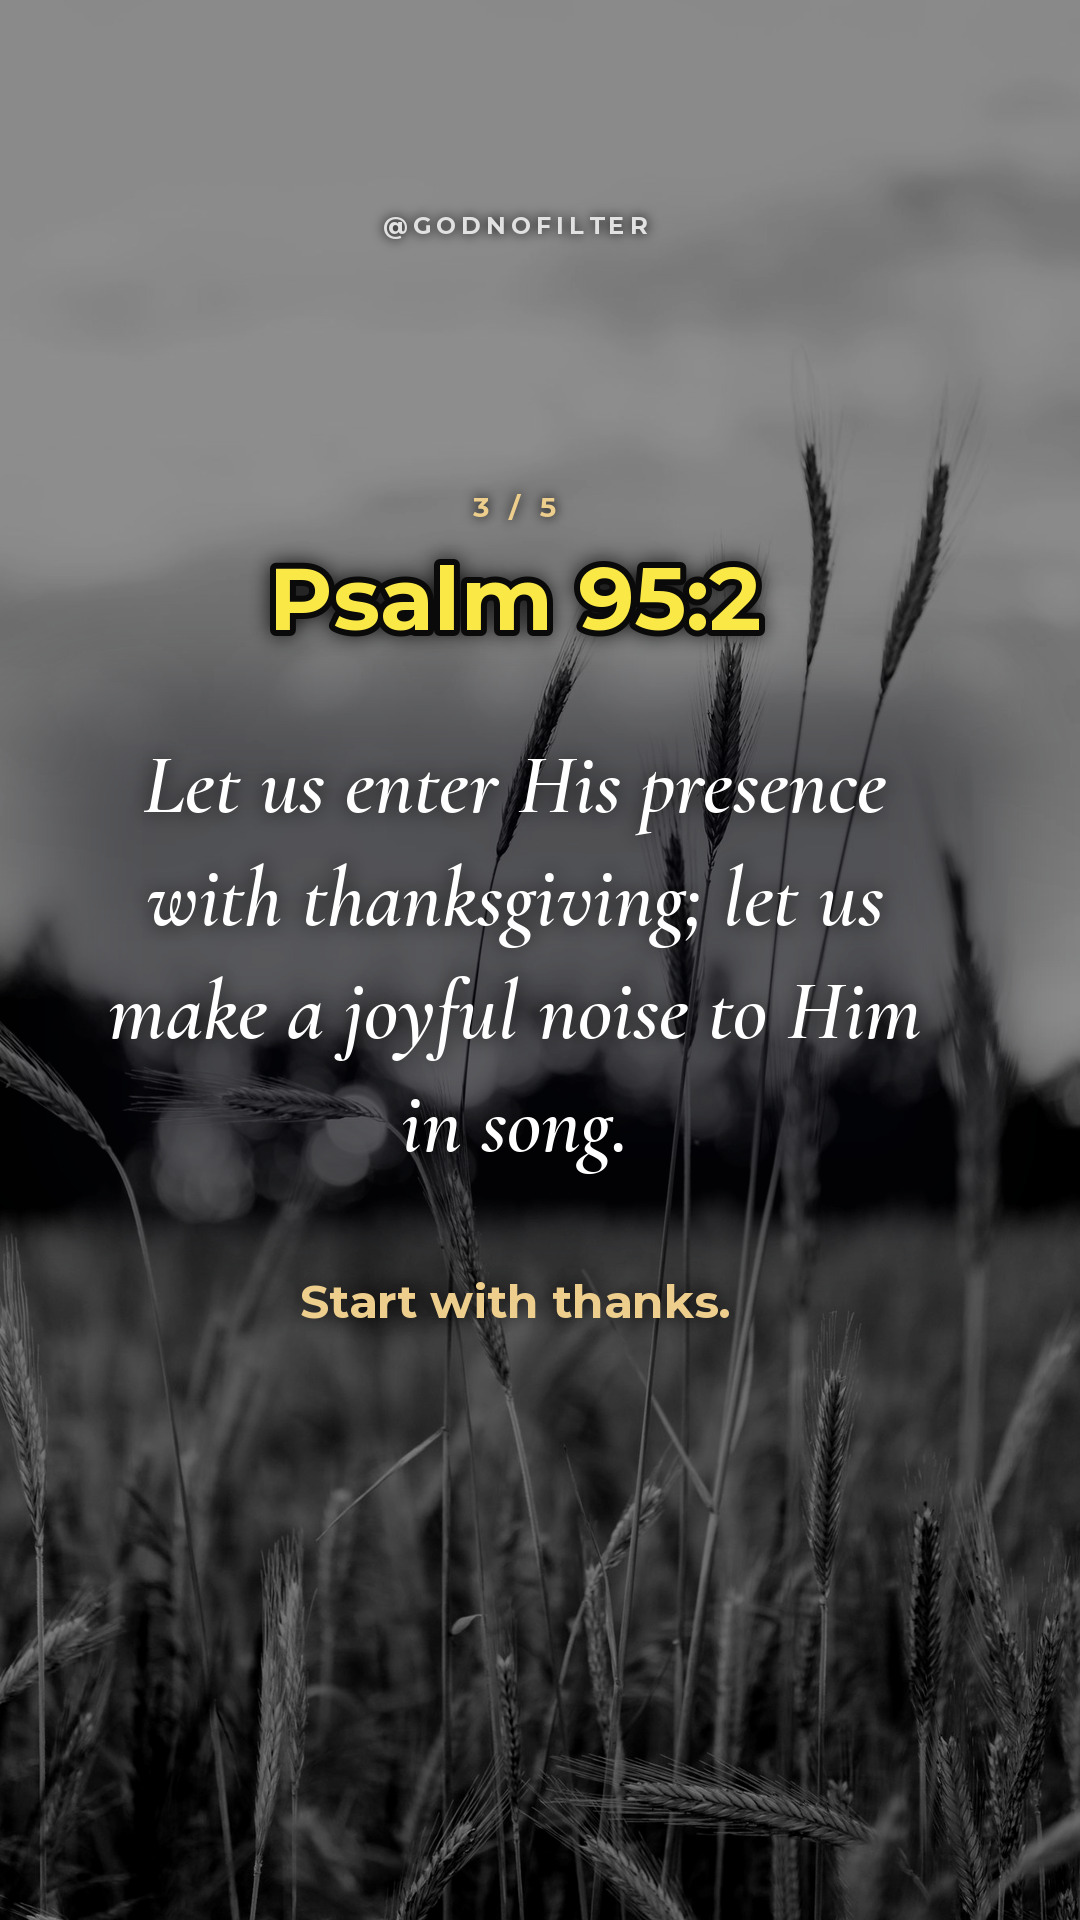 @GODNOFILTER
3 / 5
Psalm 95:2
Let us enter His presence
with thanksgiving; let us
make a joyful noise to Him
in song.
Start with thanks.